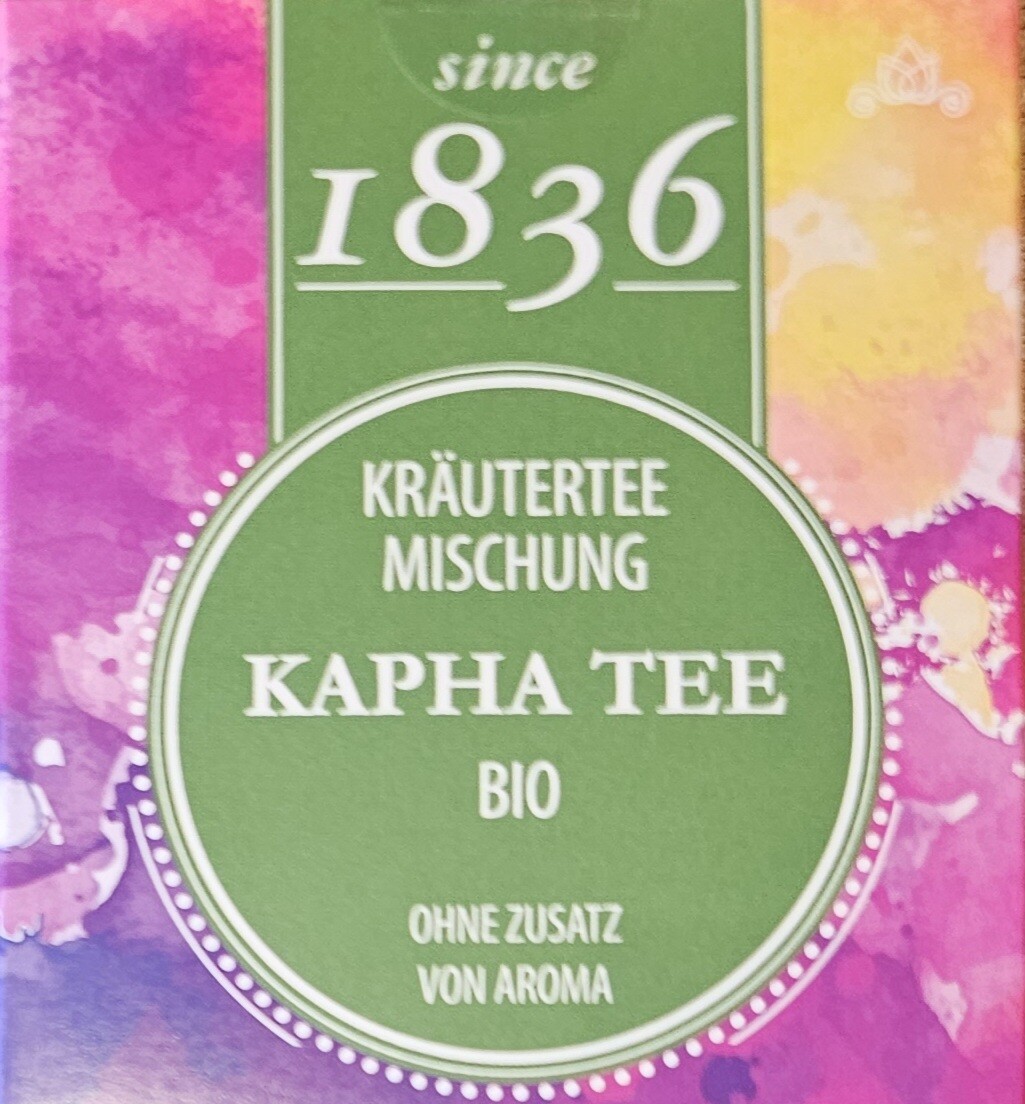 since
1836
KRÄUTERTEE
MISCHUNG
KAPHA TEE
BIO
OHNE ZUSATZ
VON AROMA